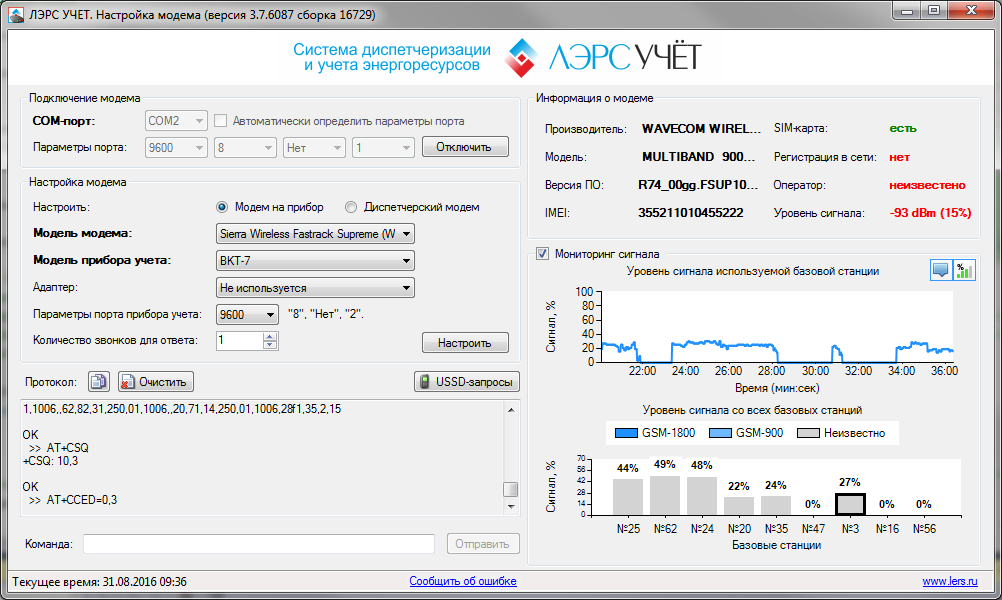 ЛЭРС УЧЕТ. Настройка модема (версия 3.7.6087 сборка 16729)
Система диспетчеризации
и учета энергоресурсов
ЛЭРС УЧЁТ
Подключение модема
COM-порт:
COM2
Автоматически определить параметры порта
Параметры порта:
9600
8
Нет
1
Отключить
Настройка модема
Настроить:
Модем на прибор
Диспетчерский модем
Модель модема:
Sierra Wireless Fastrack Supreme (W
Модель прибора учета:
ВКТ-7
Адаптер:
Не используется
Параметры порта прибора учета:
9600
"8", "Нет", "2".
Количество звонков для ответа:
1
Настроить
Протокол:
Очистить
USSD-запросы
1,1006,,62,82,31,250,01,1006,,20,71,14,250,01,1006,28f1,35,2,15
OK
>> AT+CSQ
+CSQ: 10,3
OK
>> AT+CCED=0,3
Команда:
Отправить
Информация о модеме
Производитель:
WAVECOM WIREL...
SIM-карта:
есть
Модель:
MULTIBAND 900...
Регистрация в сети:
нет
Версия ПО:
R74_00gg.FSUP10...
Оператор:
неизвестено
IMEI:
355211010455222
Уровень сигнала:
-93 dBm (15%)
Мониторинг сигнала
Уровень сигнала используемой базовой станции
%
Сигнал, %
100
80
60
40
20
0
22:00
24:00
26:00
28:00
30:00
32:00
34:00
36:00
Время (мин:сек)
Уровень сигнала со всех базовых станций
GSM-1800
GSM-900
Неизвестно
Сигнал, %
70
56
42
28
14
0
44%
49%
48%
22%
24%
0%
27%
0%
0%
№25
№62
№24
№20
№35
№47
№3
№16
№56
Базовые станции
Текущее время: 31.08.2016 09:36
Сообщить об ошибке
www.lers.ru